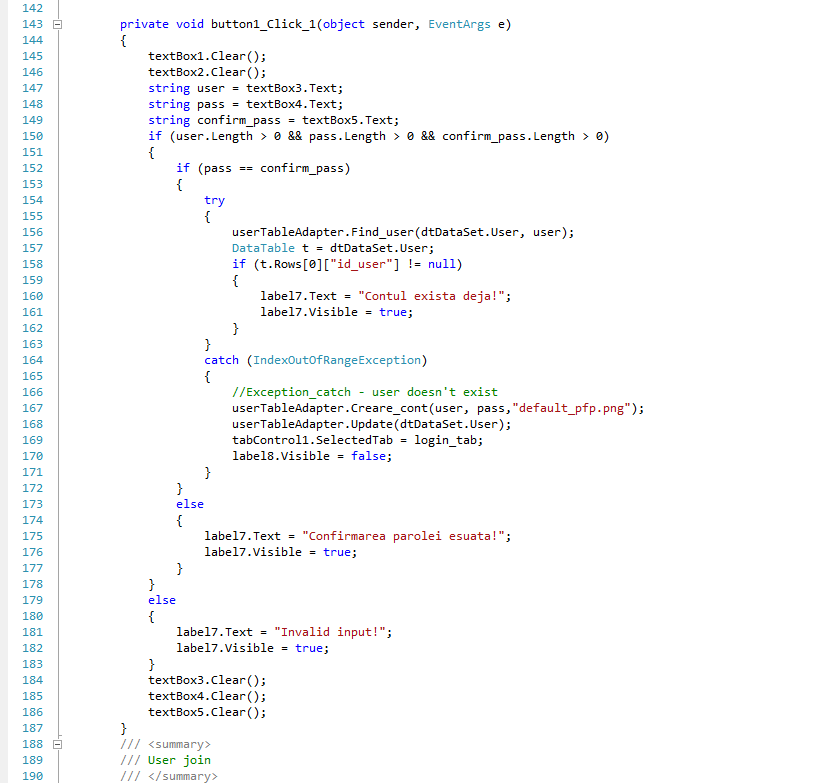 142
143 private void button1_Click_1(object sender, EventArgs e)
144 {
145 textBox1.Clear();
146 textBox2.Clear();
147 string user = textBox3.Text;
148 string pass = textBox4.Text;
149 string confirm_pass = textBox5.Text;
150 if (user.Length > 0 && pass.Length > 0 && confirm_pass.Length > 0)
151 {
152 if (pass == confirm_pass)
153 {
154 try
155 {
156 userTableAdapter.Find_user(dtDataSet.User, user);
157 DataTable t = dtDataSet.User;
158 if (t.Rows[0]["id_user"] != null)
159 {
160 label7.Text = "Contul exista deja!";
161 label7.Visible = true;
162 }
163 }
164 catch (IndexOutOfRangeException)
165 {
166 //Exception_catch - user doesn't exist
167 userTableAdapter.Creare_cont(user, pass,"default_pfp.png");
168 userTableAdapter.Update(dtDataSet.User);
169 tabControl1.SelectedTab = login_tab;
170 label8.Visible = false;
171 }
172 }
173 else
174 {
175 label7.Text = "Confirmarea parolei esuata!";
176 label7.Visible = true;
177 }
178 }
179 else
180 {
181 label7.Text = "Invalid input!";
182 label7.Visible = true;
183 }
184 textBox3.Clear();
185 textBox4.Clear();
186 textBox5.Clear();
187 }
188 /// <summary>
189 /// User join
190 /// </summary>